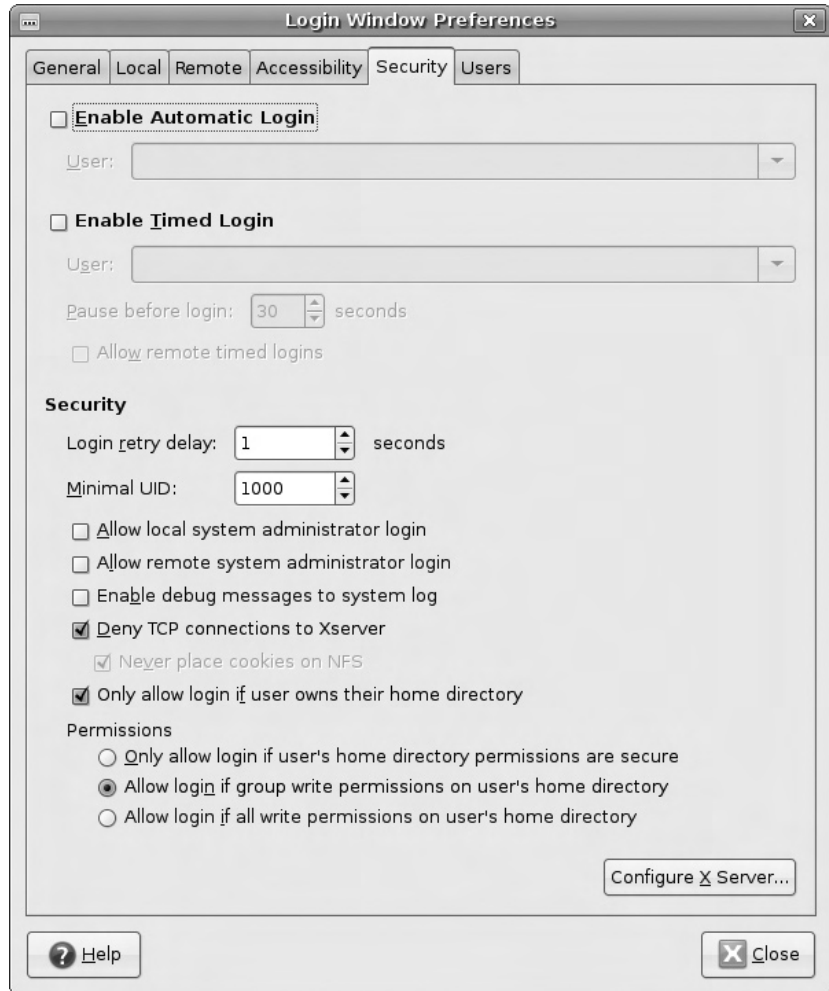 Login Window Preferences
General Local Remote Accessibility Security Users
Enable Automatic Login
User:
Enable Timed Login
User:
Pause before login: 30 seconds
Allow remote timed logins
Security
Login retry delay: 1 seconds
Minimal UID: 1000
Allow local system administrator login
Allow remote system administrator login
Enable debug messages to system log
Deny TCP connections to Xserver
Never place cookies on NFS
Only allow login if user owns their home directory
Permissions
Only allow login if user's home directory permissions are secure
Allow login if group write permissions on user's home directory
Allow login if all write permissions on user's home directory
Configure X Server...
Help Close